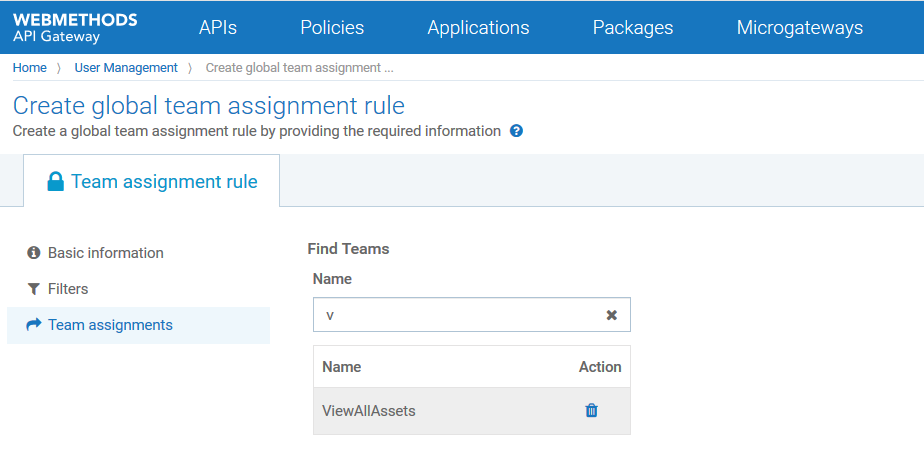 WEBMETHODS
API Gateway
APIs Policies Applications Packages Microgateways
Home 〉 User Management 〉 Create global team assignment ...
Create global team assignment rule
Create a global team assignment rule by providing the required information ?
Team assignment rule
Basic information
Filters
Team assignments
Find Teams
Name
v
Name Action
ViewAllAssets